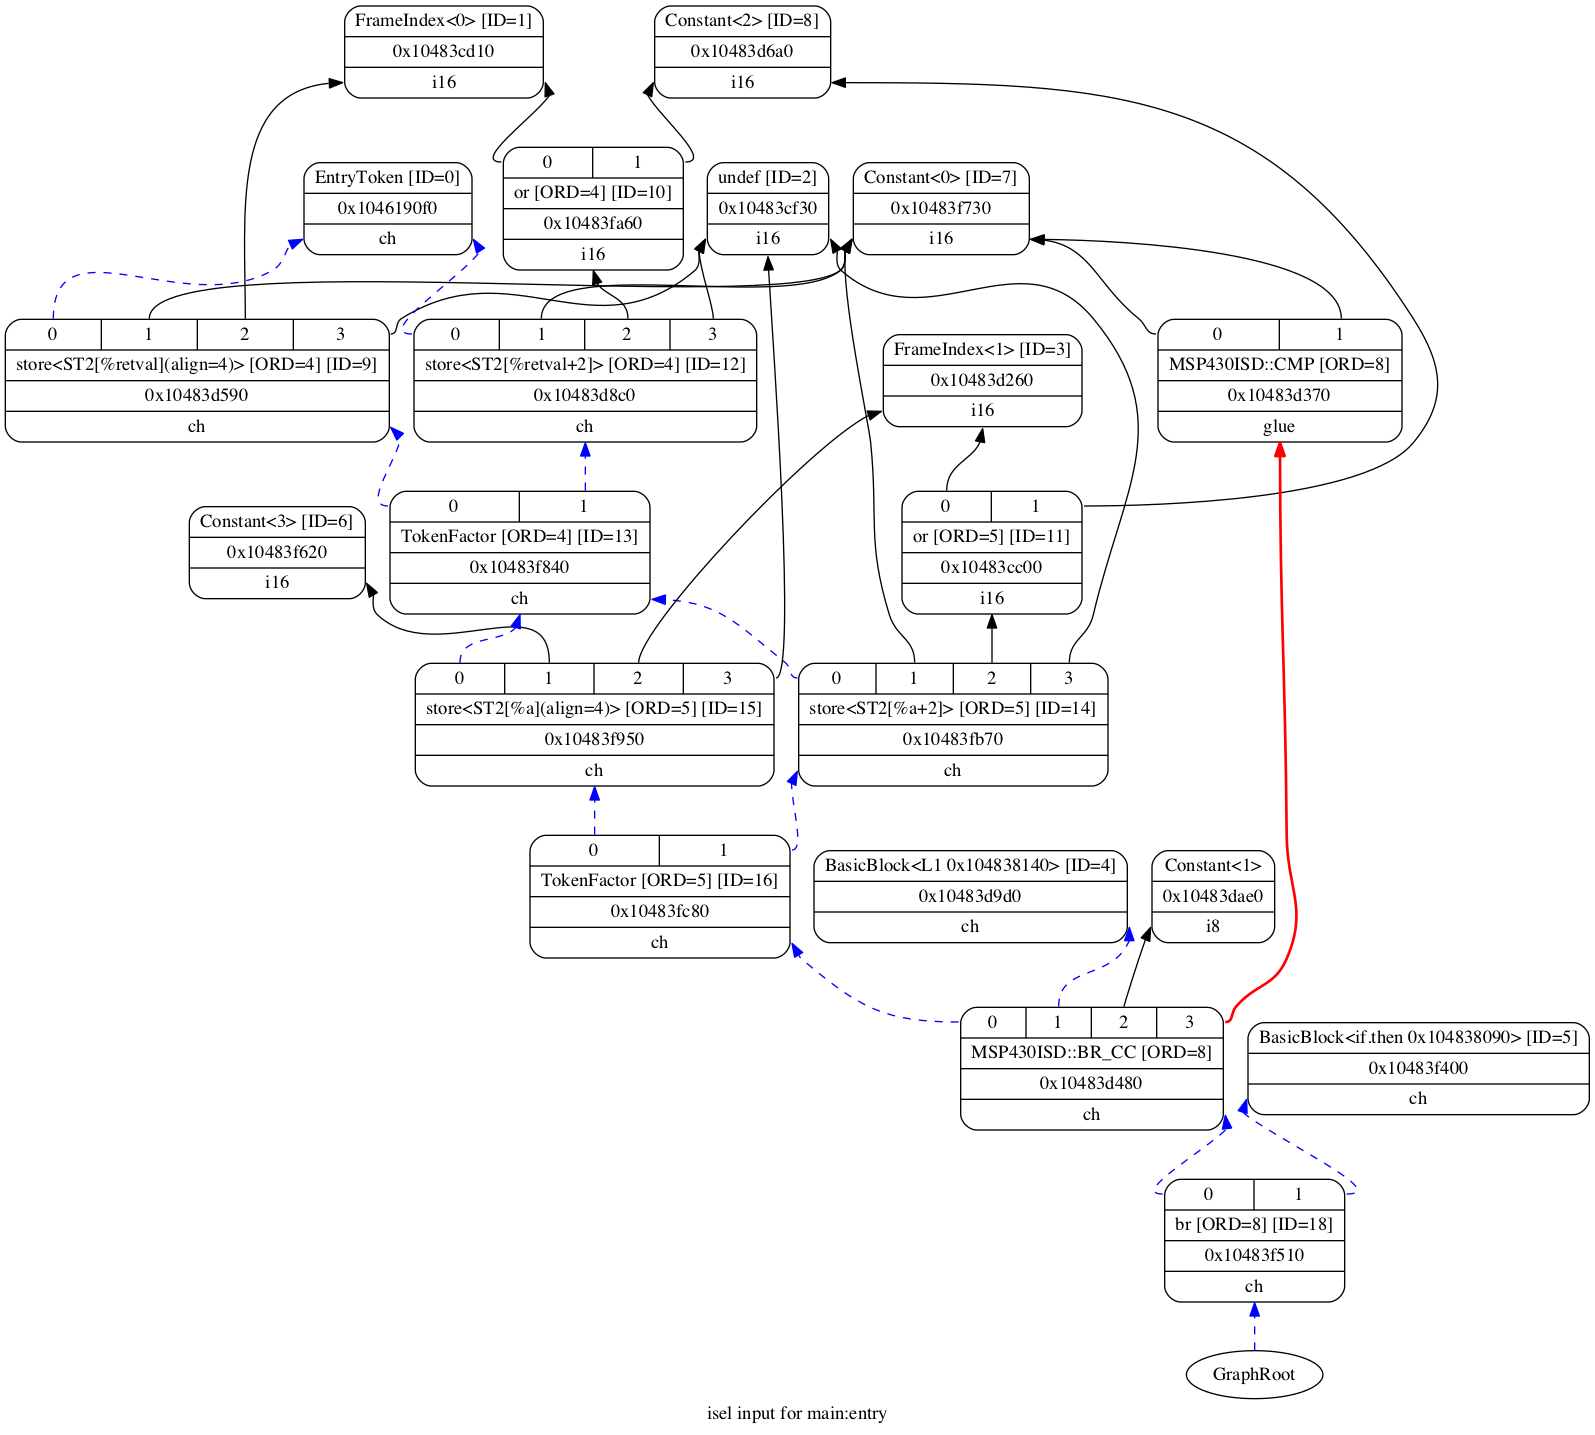 FrameIndex<0> [ID=1]
0x10483cd10
i16
Constant<2> [ID=8]
0x10483d6a0
i16
EntryToken [ID=0]
0x1046190f0
ch
0 1
or [ORD=4] [ID=10]
0x10483fa60
i16
undef [ID=2]
0x10483cf30
i16
Constant<0> [ID=7]
0x10483f730
i16
0 1 2 3
store<ST2[%retval](align=4)> [ORD=4] [ID=9]
0x10483d590
ch
0 1 2 3
store<ST2[%retval+2]> [ORD=4] [ID=12]
0x10483d8c0
ch
FrameIndex<1> [ID=3]
0x10483d260
i16
0 1
MSP430ISD::CMP [ORD=8]
0x10483d370
glue
Constant<3> [ID=6]
0x10483f620
i16
0 1
TokenFactor [ORD=4] [ID=13]
0x10483f840
ch
0 1
or [ORD=5] [ID=11]
0x10483cc00
i16
0 1 2 3
store<ST2[%a](align=4)> [ORD=5] [ID=15]
0x10483f950
ch
0 1 2 3
store<ST2[%a+2]> [ORD=5] [ID=14]
0x10483fb70
ch
0 1
TokenFactor [ORD=5] [ID=16]
0x10483fc80
ch
BasicBlock<L1 0x104838140> [ID=4]
0x10483d9d0
ch
Constant<1>
0x10483dae0
i8
0 1 2 3
MSP430ISD::BR_CC [ORD=8]
0x10483d480
ch
BasicBlock<if.then 0x104838090> [ID=5]
0x10483f400
ch
0 1
br [ORD=8] [ID=18]
0x10483f510
ch
GraphRoot
isel input for main:entry